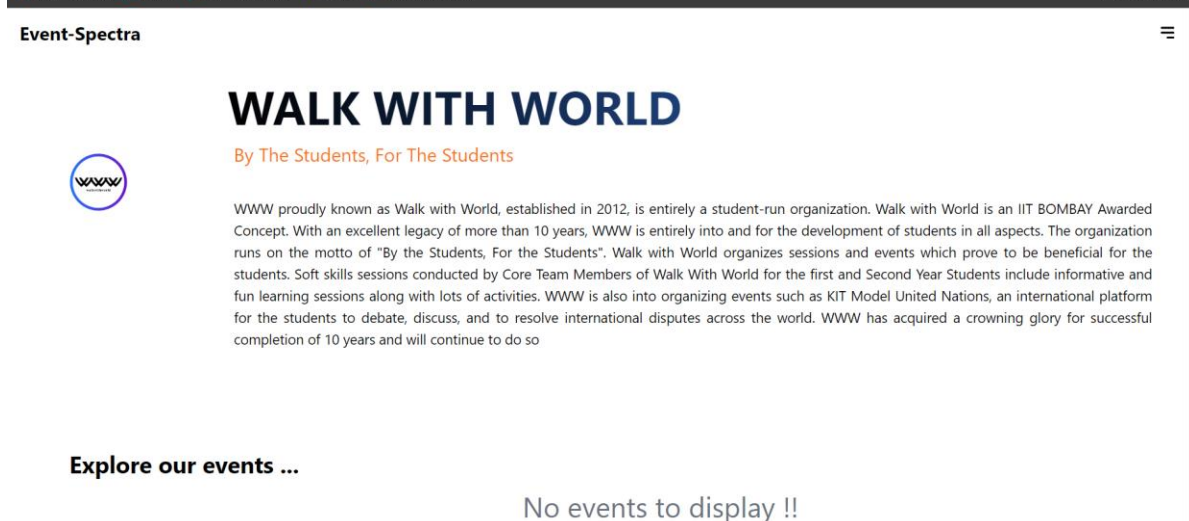 Event-Spectra
WALK WITH WORLD
By The Students, For The Students
WWW
WWW proudly known as Walk with World, established in 2012, is entirely a student-run organization. Walk with World is an IIT BOMBAY Awarded
Concept. With an excellent legacy of more than 10 years, WWW is entirely into and for the development of students in all aspects. The organization
runs on the motto of "By the Students, For the Students". Walk with World organizes sessions and events which prove to be beneficial for the
students. Soft skills sessions conducted by Core Team Members of Walk With World for the first and Second Year Students include informative and
fun learning sessions along with lots of activities. WWW is also into organizing events such as KIT Model United Nations, an international platform
for the students to debate, discuss, and to resolve international disputes across the world. WWW has acquired a crowning glory for successful
completion of 10 years and will continue to do so
Explore our events ...
No events to display !!